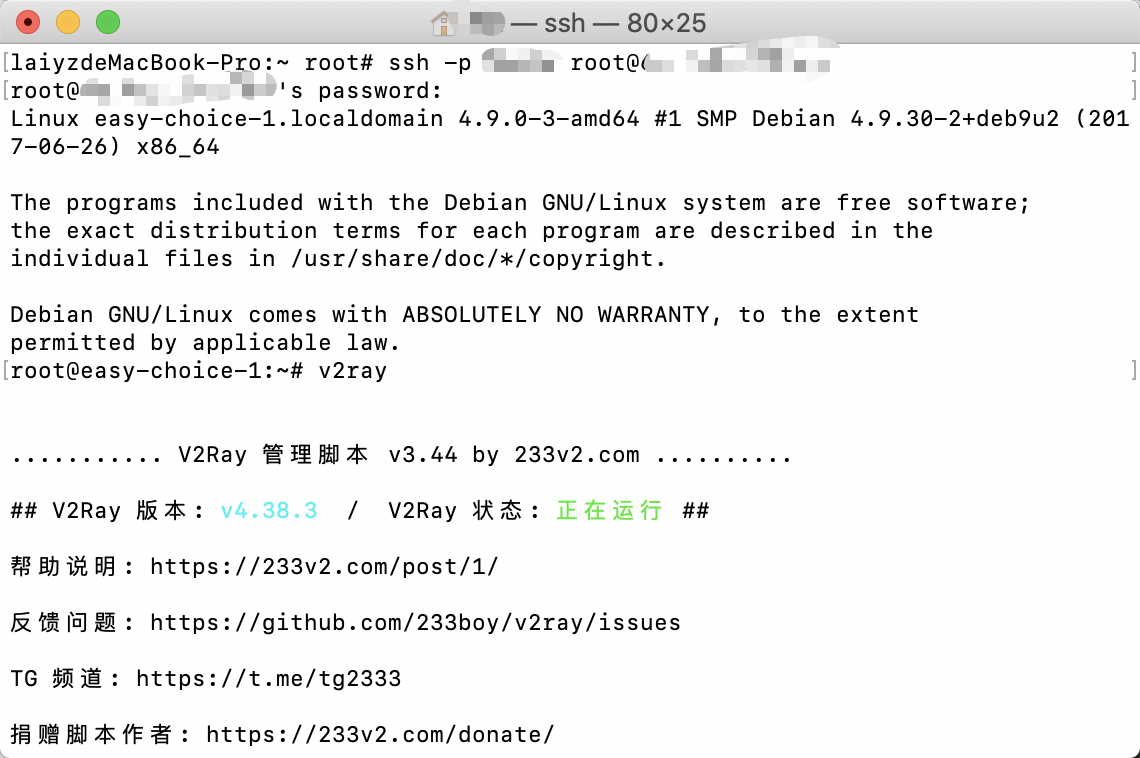 — ssh — 80×25
[laiyzdeMacBook-Pro:~ root# ssh -p root@ ]
[root@ 's password: ]
Linux easy-choice-1.localdomain 4.9.0-3-amd64 #1 SMP Debian 4.9.30-2+deb9u2 (201
7-06-26) x86_64
The programs included with the Debian GNU/Linux system are free software;
the exact distribution terms for each program are described in the
individual files in /usr/share/doc/*/copyright.
Debian GNU/Linux comes with ABSOLUTELY NO WARRANTY, to the extent
permitted by applicable law.
[root@easy-choice-1:~# v2ray ]
........... V2Ray 管理脚本 v3.44 by 233v2.com ..........
## V2Ray 版本: v4.38.3 / V2Ray 状态: 正在运行 ##
帮助说明: https://233v2.com/post/1/
反馈问题: https://github.com/233boy/v2ray/issues
TG 频道: https://t.me/tg2333
捐赠脚本作者: https://233v2.com/donate/